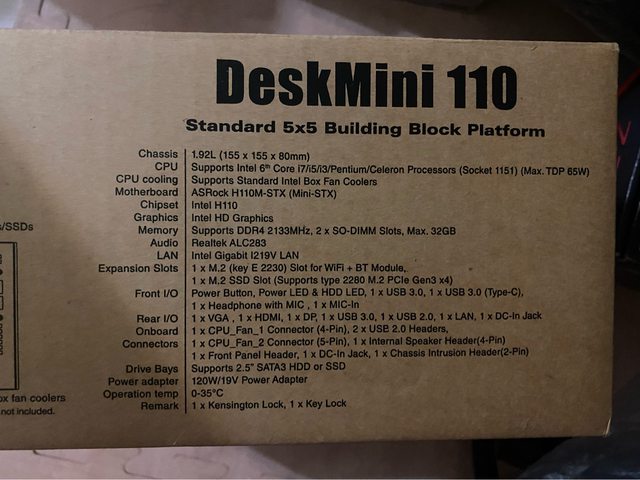 DeskMini 110
Standard 5x5 Building Block Platform
Chassis 1.92L (155 x 155 x 80mm)
CPU Supports Intel 6th Core i7/i5/i3/Pentium/Celeron Processors (Socket 1151) (Max. TDP 65W)
CPU cooling Supports Standard Intel Box Fan Coolers
Motherboard ASRock H110M-STX (Mini-STX)
Chipset Intel H110
Graphics Intel HD Graphics
Memory Supports DDR4 2133MHz, 2 x SO-DIMM Slots, Max. 32GB
Audio Realtek ALC283
LAN Intel Gigabit I219V LAN
Expansion Slots 1 x M.2 (key E 2230) Slot for WiFi + BT Module,
1 x M.2 SSD Slot (Supports type 2280 M.2 PCIe Gen3 x4)
Front I/O Power Button, Power LED & HDD LED, 1 x USB 3.0, 1 x USB 3.0 (Type-C),
1 x Headphone with MIC , 1 x MIC-In
Rear I/O 1 x VGA , 1 x HDMI, 1 x DP, 1 x USB 3.0, 1 x USB 2.0, 1 x LAN, 1 x DC-In Jack
Onboard 1 x CPU_Fan_1 Connector (4-Pin), 2 x USB 2.0 Headers,
Connectors 1 x CPU_Fan_2 Connector (5-Pin), 1 x Internal Speaker Header(4-Pin)
1 x Front Panel Header, 1 x DC-In Jack, 1 x Chassis Intrusion Header(2-Pin)
Drive Bays Supports 2.5" SATA3 HDD or SSD
Power adapter 120W/19V Power Adapter
Operation temp 0-35°C
Remark 1 x Kensington Lock, 1 x Key Lock
s/SSDs
ox fan coolers
not included.